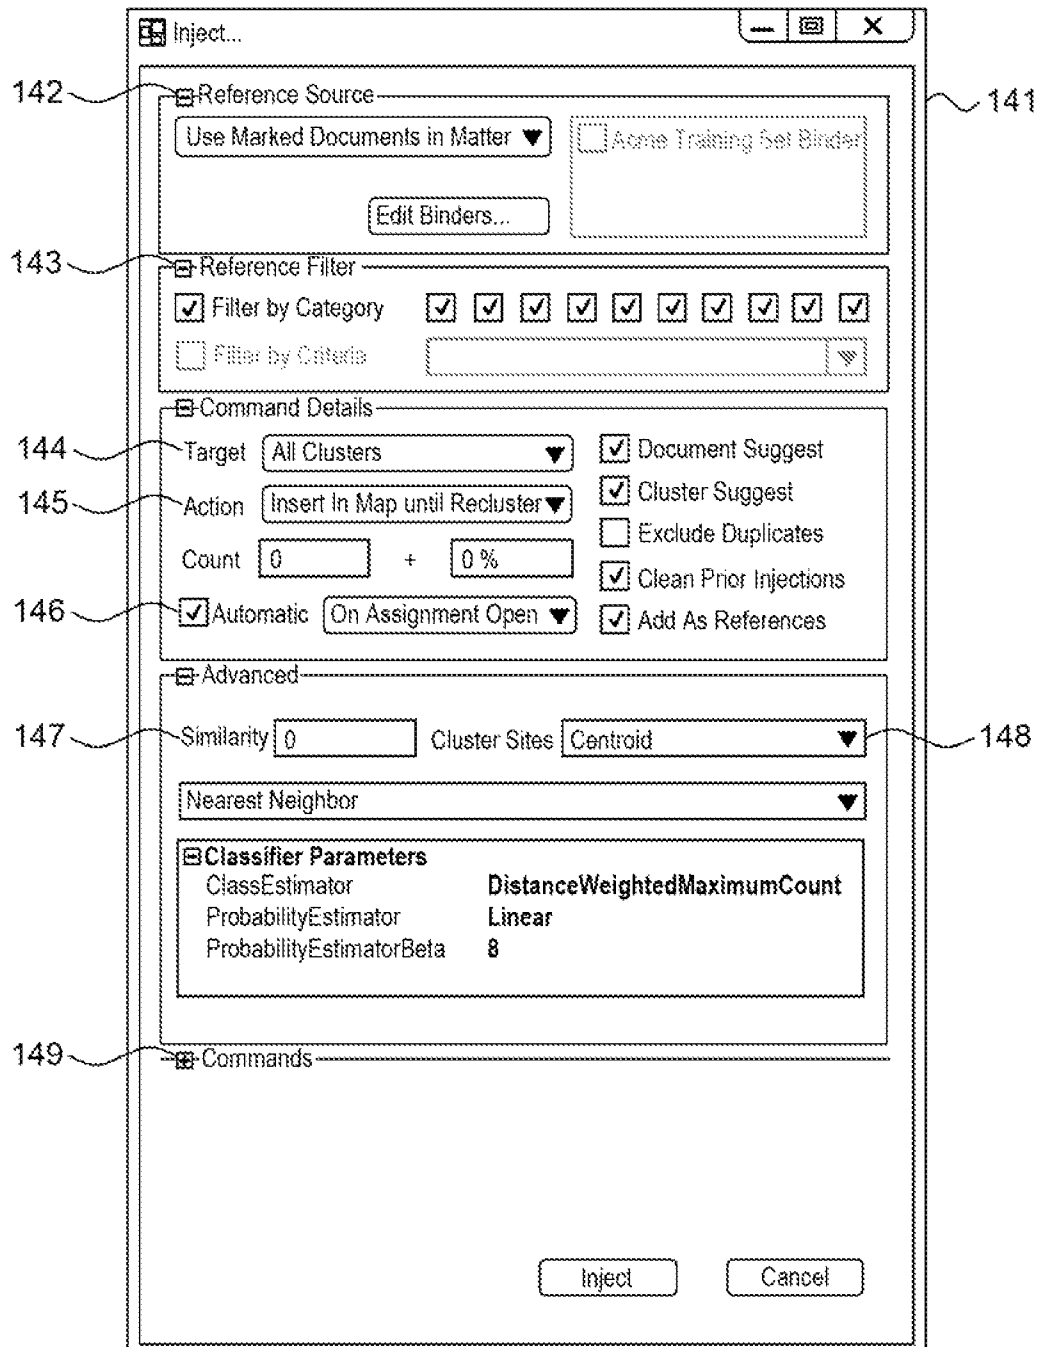 Inject...
142
Reference Source
141
Use Marked Documents in Matter
Acme Training Set Binder
Edit Binders...
143
Reference Filter
Filter by Category
Filter by Criteria
Command Details
144
Target
All Clusters
Document Suggest
145
Action
Insert In Map until Recluster
Cluster Suggest
Exclude Duplicates
Count
0
+
0 %
Clean Prior Injections
146
Automatic
On Assignment Open
Add As References
Advanced
147
Similarity
0
Cluster Sites
Centroid
148
Nearest Neighbor
Classifier Parameters
ClassEstimator
DistanceWeightedMaximumCount
ProbabilityEstimator
Linear
ProbabilityEstimatorBeta
8
149
Commands
Inject
Cancel